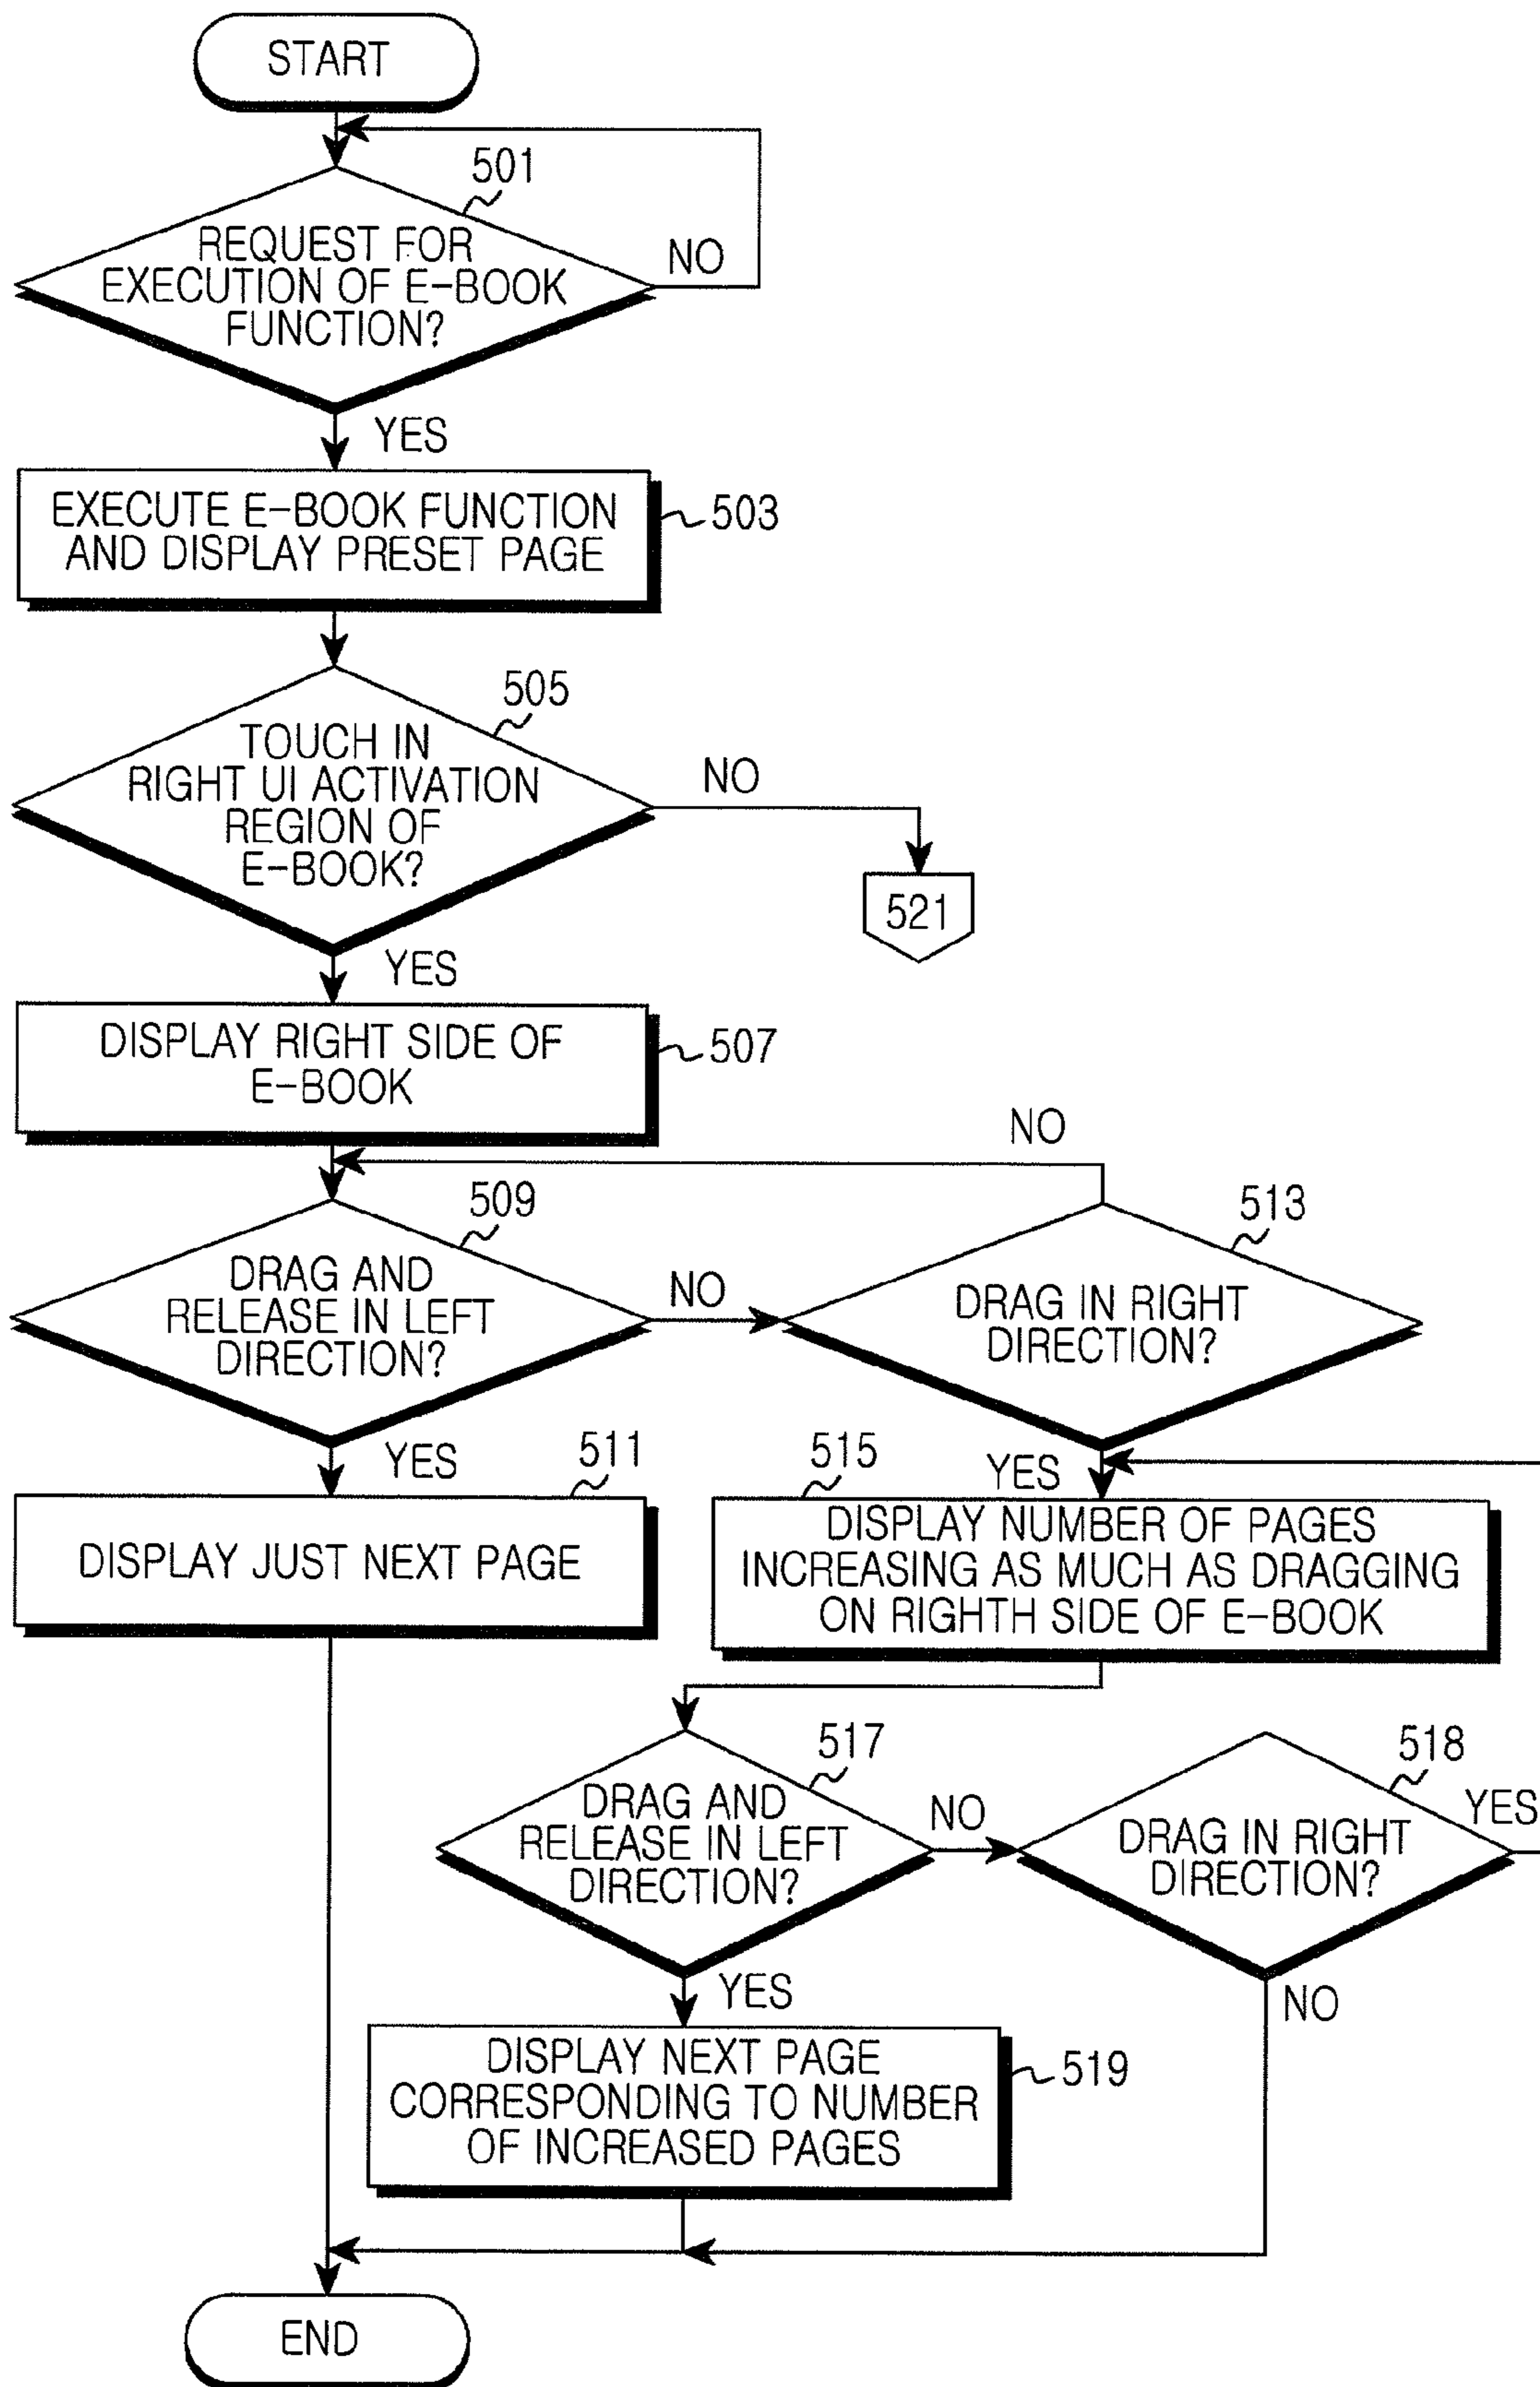 START
501
REQUEST FOR
EXECUTION OF E-BOOK
FUNCTION?
NO
YES
EXECUTE E-BOOK FUNCTION
AND DISPLAY PRESET PAGE
503
505
TOUCH IN
RIGHT UI ACTIVATION
REGION OF
E-BOOK?
NO
521
YES
DISPLAY RIGHT SIDE OF
E-BOOK
507
NO
509
DRAG AND
RELEASE IN LEFT
DIRECTION?
NO
513
DRAG IN RIGHT
DIRECTION?
YES
511
DISPLAY JUST NEXT PAGE
YES
515
DISPLAY NUMBER OF PAGES
INCREASING AS MUCH AS DRAGGING
ON RIGHTH SIDE OF E-BOOK
517
DRAG AND
RELEASE IN LEFT
DIRECTION?
NO
518
DRAG IN RIGHT
DIRECTION?
YES
YES
NO
DISPLAY NEXT PAGE
CORRESPONDING TO NUMBER
OF INCREASED PAGES
519
END